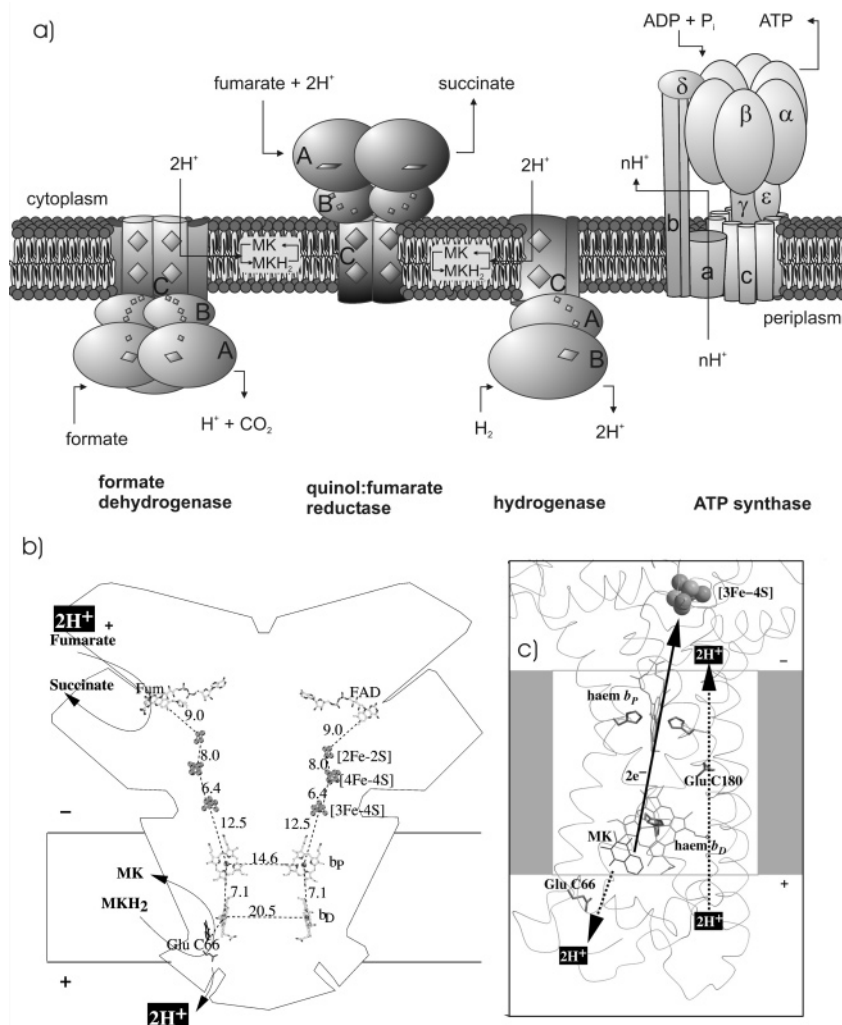 a)
ADP + Pi
ATP
fumarate + 2H+
succinate
δ
β
α
A
2H+
2H+
nH+
cytoplasm
B
γ
ε
MK
MKH2
C
MK
MKH2
b
C
C
a
c
B
A
periplasm
A
B
nH+
formate
H+ + CO2
H2
2H+
formate
dehydrogenase
quinol:fumarate
reductase
hydrogenase
ATP synthase
b)
2H+
+
Fumarate
Succinate
Fum
FAD
9.0
9.0
8.0
[2Fe-2S]
8.0
[4Fe-4S]
6.4
6.4
[3Fe-4S]
12.5
12.5
−
14.6
bP
MK
7.1
7.1
MKH2
20.5
bD
Glu C66
+
2H+
c)
[3Fe−4S]
2H+
−
haem bP
2e−
Glu C180
MK
haem bD
Glu C66
+
2H+
2H+